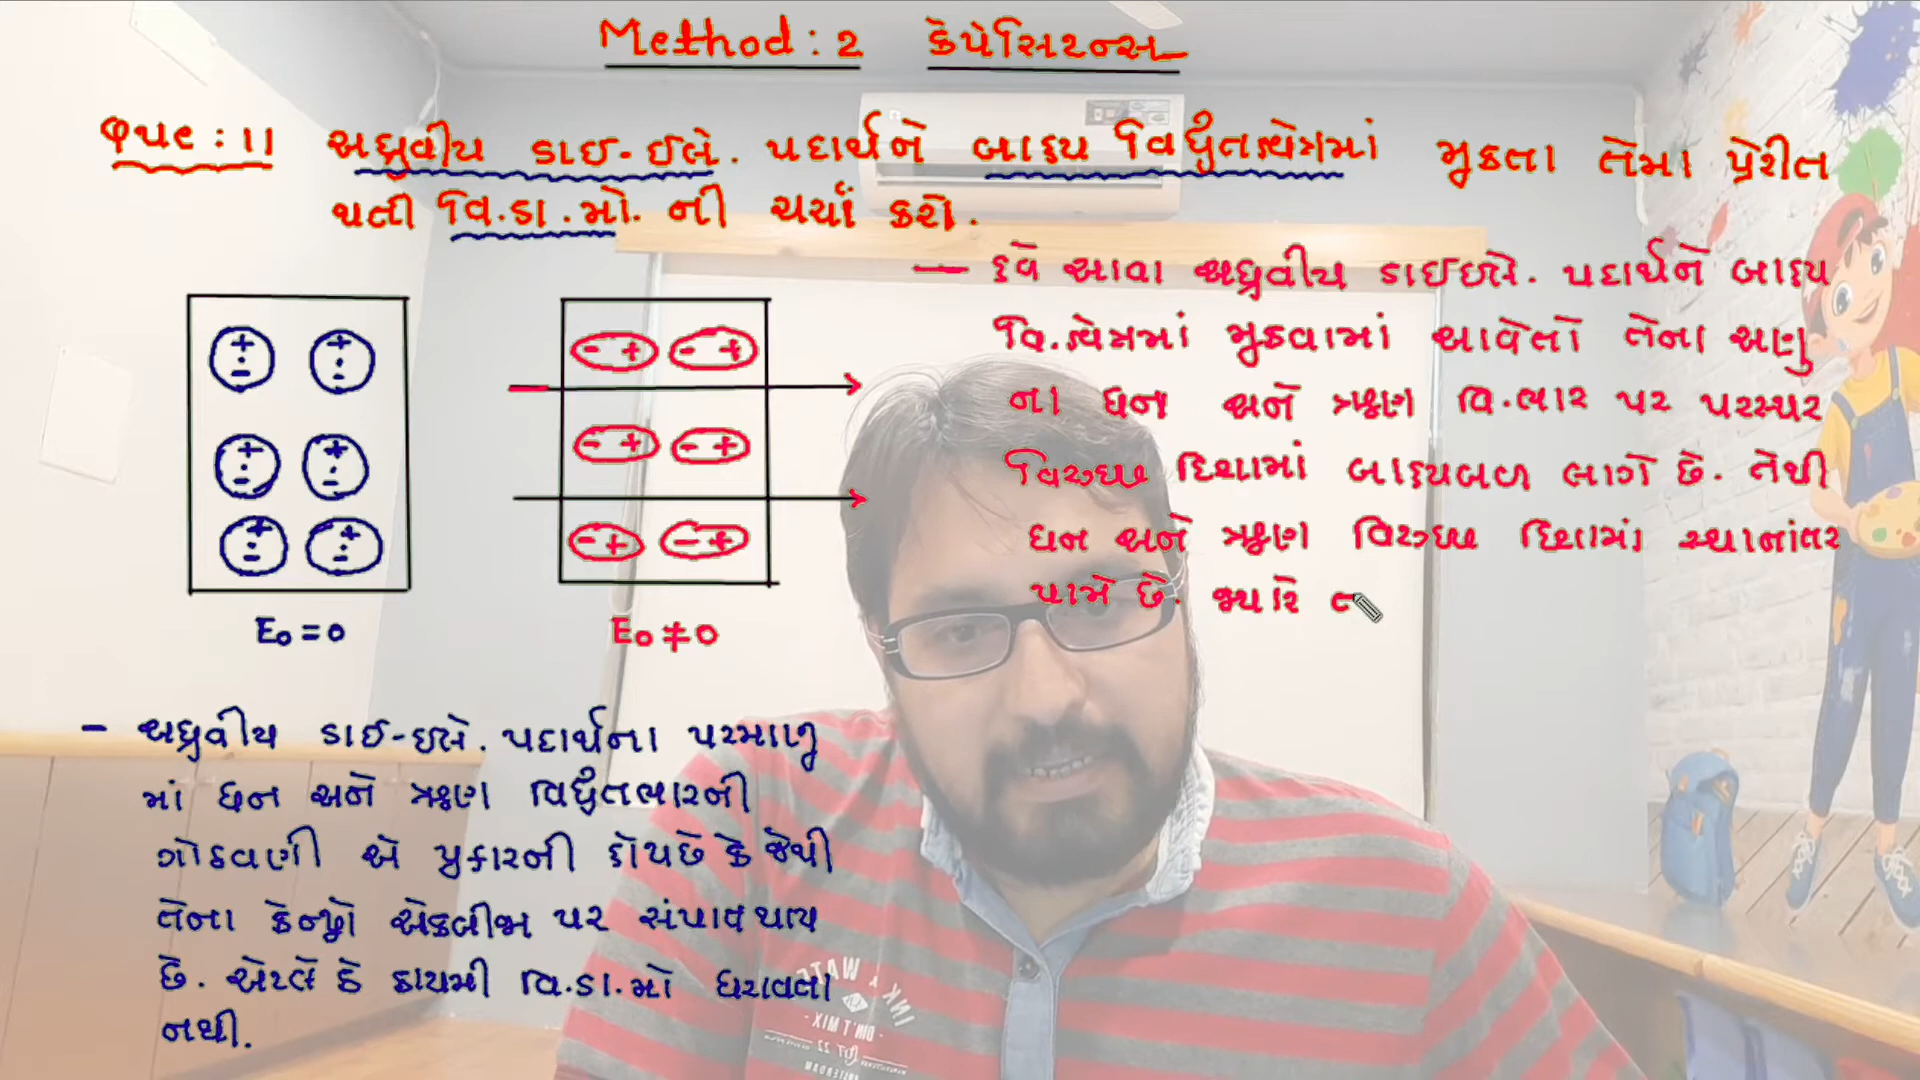 Method : 2 કેપેસિટન્સ
પ્રશ્ન : 11 અધ્રુવીય ડાઈ-ઈલે. પદાર્થને બાહ્ય વિદ્યુતક્ષેત્રમાં મુકતા તેમા પ્રેરીત
થતી વિ.ડા.મો. ની ચર્ચા કરો.
— હવે આવા અધ્રુવીય ડાઈઇલે. પદાર્થને બાહ્ય
વિ.ક્ષેત્રમાં મુકવામાં આવેતો તેના અણુ
ના ધન અને ઋણ વિ.ભાર પર પરસ્પર
વિરુધ્ધ દિશામાં બાહ્યબળ લાગે છે. તેથી
ધન અને ઋણ વિરુધ્ધ દિશામાં સ્થાનાંતર
પામે છે. જ્યારે ત
E₀ = 0
E₀ ≠ 0
- અધ્રુવીય ડાઈ-ઇલે. પદાર્થના પરમાણુ
માં ધન અને ઋણ વિદ્યુતભારની
ગોઠવણી એ પ્રકારની હોયછે કે જેથી
તેના કેન્દ્રો એકબીજા પર સંપાત થાય
છે. એટલે કે કાયમી વિ.ડા.મો ધરાવતા
નથી.